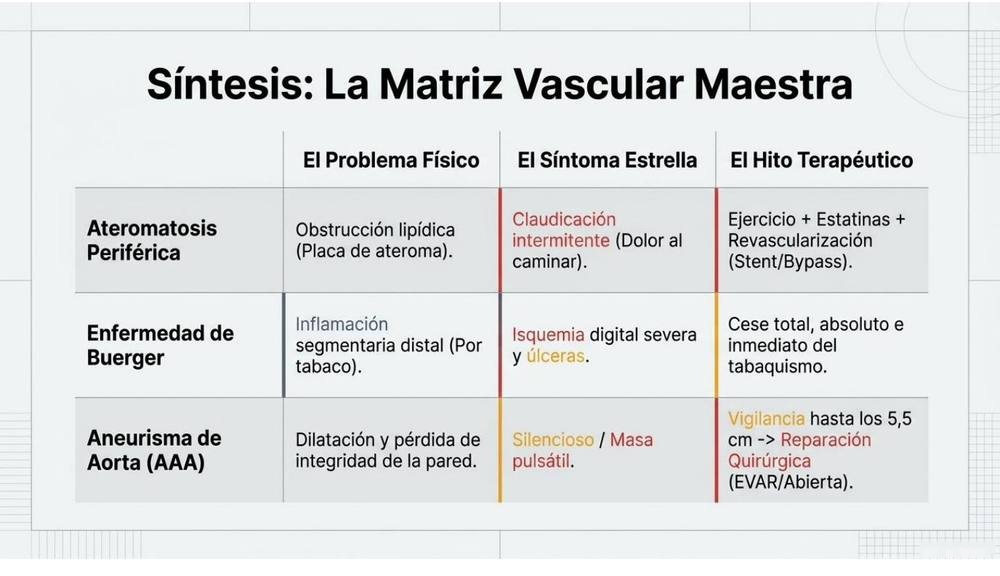 Síntesis: La Matriz Vascular Maestra
El Problema Físico
El Síntoma Estrella
El Hito Terapéutico
Ateromatosis
Periférica
Obstrucción lipídica
(Placa de ateroma).
Claudicación
intermitente (Dolor al
caminar).
Ejercicio + Estatinas +
Revascularización
(Stent/Bypass).
Enfermedad de
Buerger
Inflamación
segmentaria distal (Por
tabaco).
Isquemia digital severa
y úlceras.
Cese total, absoluto e
inmediato del
tabaquismo.
Aneurisma de
Aorta (AAA)
Dilatación y pérdida de
integridad de la pared.
Silencioso / Masa
pulsátil.
Vigilancia hasta los 5,5
cm -> Reparación
Quirúrgica
(EVAR/Abierta).